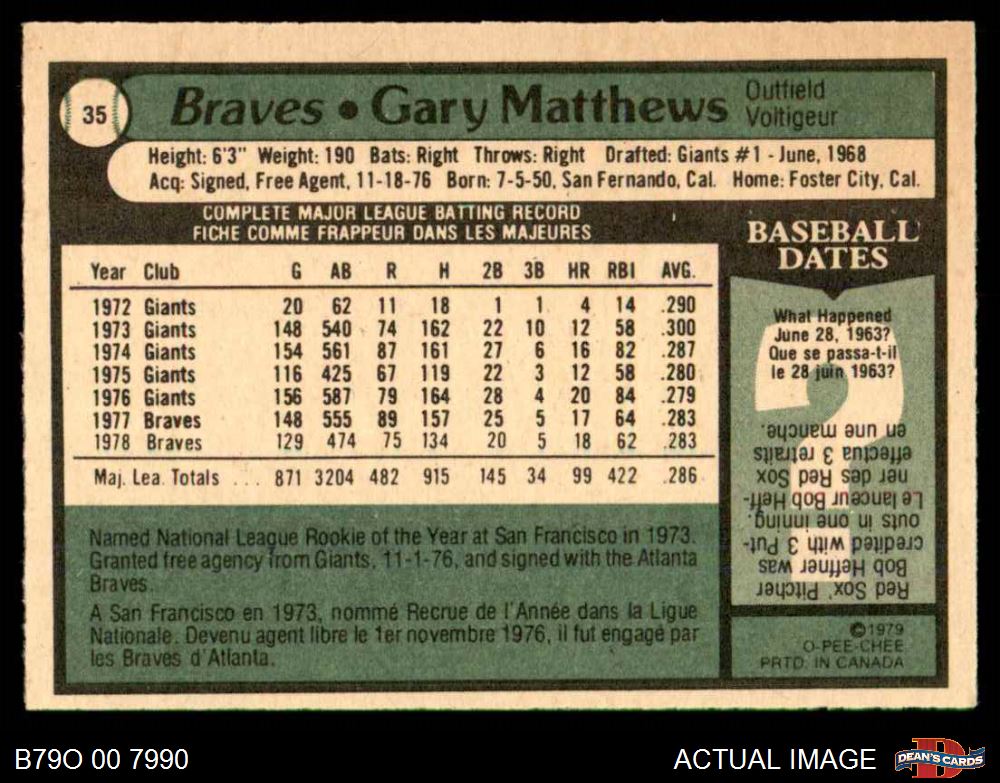 35
Braves • Gary Matthews
Outfield
Voltigeur
Height: 6'3" Weight: 190 Bats: Right Throws: Right Drafted: Giants #1 - June, 1968
Acq: Signed, Free Agent, 11-18-76 Born: 7-5-50, San Fernando, Cal. Home: Foster City, Cal.
COMPLETE MAJOR LEAGUE BATTING RECORD
FICHE COMME FRAPPEUR DANS LES MAJEURES
Year Club G AB R H 2B 3B HR RBI AVG.
1972 Giants 20 62 11 18 1 1 4 14 .290
1973 Giants 148 540 74 162 22 10 12 58 .300
1974 Giants 154 561 87 161 27 6 16 82 .287
1975 Giants 116 425 67 119 22 3 12 58 .280
1976 Giants 156 587 79 164 28 4 20 84 .279
1977 Braves 148 555 89 157 25 5 17 64 .283
1978 Braves 129 474 75 134 20 5 18 62 .283
Maj. Lea. Totals ... 871 3204 482 915 145 34 99 422 .286
Named National League Rookie of the Year at San Francisco in 1973.
Granted free agency from Giants, 11-1-76, and signed with the Atlanta
Braves.
A San Francisco en 1973, nommé Recrue de l'Année dans la Ligue
Nationale. Devenu agent libre le 1er novembre 1976, il fut engagé par
les Braves d'Atlanta.
BASEBALL
DATES
What Happened
June 28, 1963?
Que se passa-t-il
le 28 juin 1963?
Red Sox' Pitcher
Bob Heffner was
credited with 3 Put-
outs in one inning.
Le lanceur Bob Heff-
ner des Red Sox
effectua 3 retraits
en une manche.
©1979
O-PEE-CHEE
PRTD. IN CANADA
B79O 00 7990
ACTUAL IMAGE
D
DEAN'S CARDS